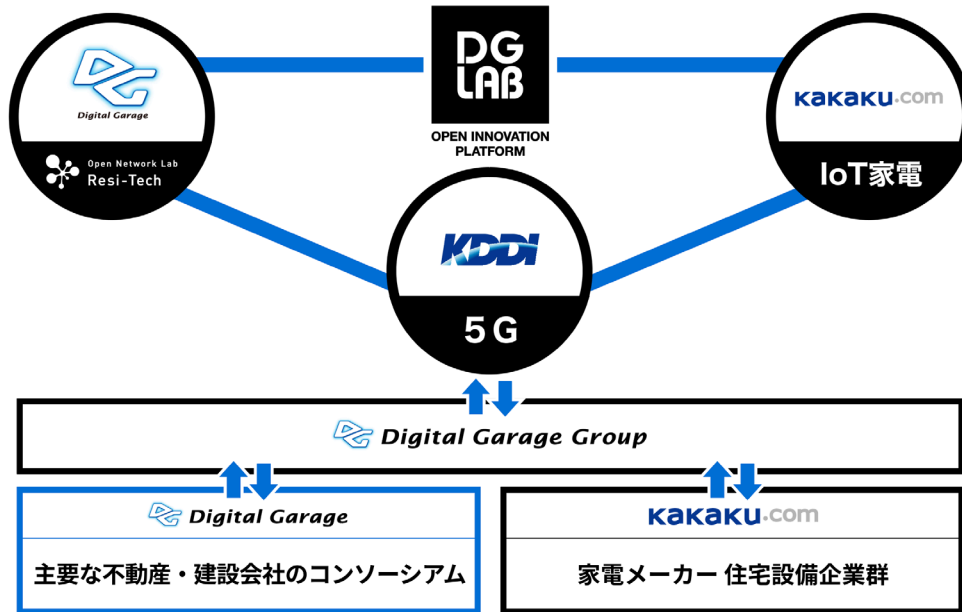 DG
Digital Garage
Open Network Lab
Resi-Tech
DG
LAB
OPEN INNOVATION
PLATFORM
KaKaKu.com
IoT家電
KDDI
5G
DG Digital Garage Group
DG Digital Garage
主要な不動産・建設会社のコンソーシアム
KaKaKu.com
家電メーカー 住宅設備企業群